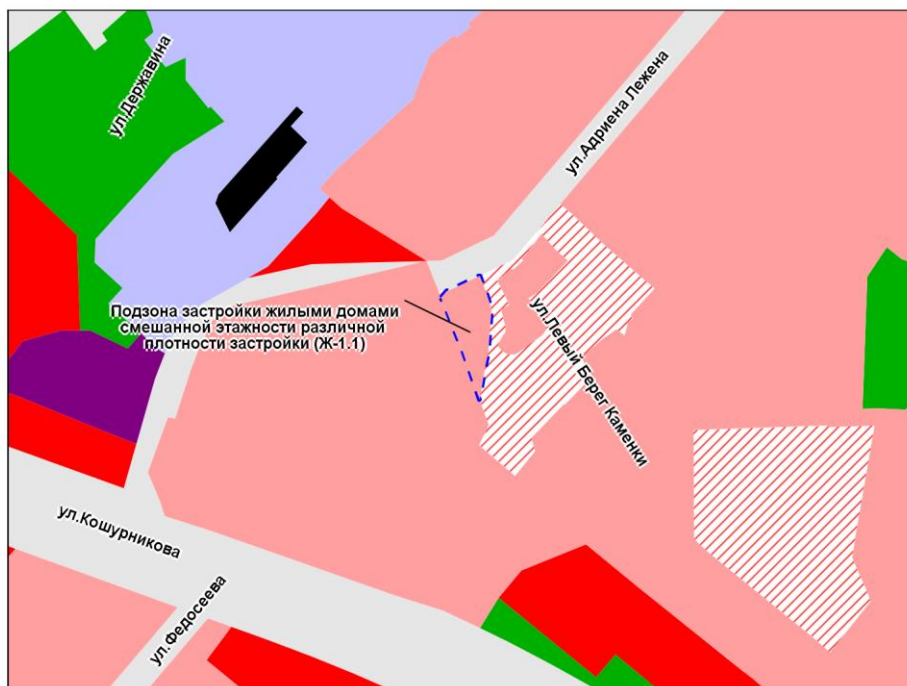 ул.Державина
ул.Адриена Лежена
Подзона застройки жилыми домами
смешанной этажности различной
плотности застройки (Ж-1.1)
ул.Левый Берег Каменки
ул.Кошурникова
ул.Федосеева